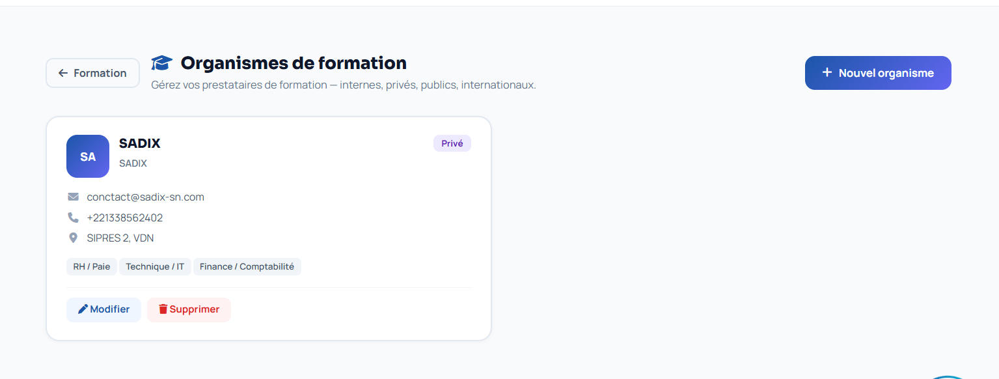 Formation
Organismes de formation
Gérez vos prestataires de formation — internes, privés, publics, internationaux.
+ Nouvel organisme
SA
SADIX
SADIX
Privé
conctact@sadix-sn.com
+221338562402
SIPRES 2, VDN
RH / Paie Technique / IT Finance / Comptabilité
Modifier Supprimer